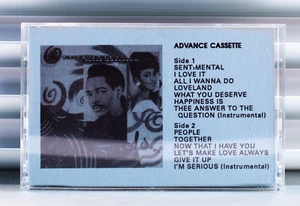 ADVANCE CASSETTE
Side 1
SENTIMENTAL
I LOVE IT
ALL I WANNA DO
LOVELAND
WHAT YOU DESERVE
HAPPINESS IS
THEE ANSWER TO THE
QUESTION (Instrumental)
Side 2
PEOPLE
TOGETHER
NOW THAT I HAVE YOU
LET'S MAKE LOVE ALWAYS
GIVE IT UP
I'M SERIOUS (Instrumental)